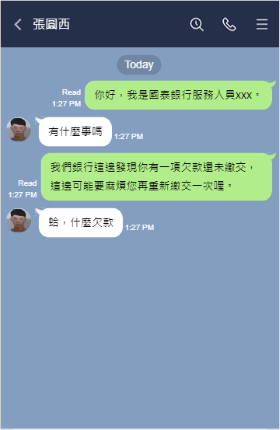 張圓西
Today
你好，我是國泰銀行服務人員xxx。
Read
1:27 PM
有什麼事嗎
1:27 PM
我們銀行這邊發現你有一項欠款還未繳交，
這邊可能要麻煩您再重新繳交一次喔。
Read
1:27 PM
蛤，什麼欠款
1:27 PM